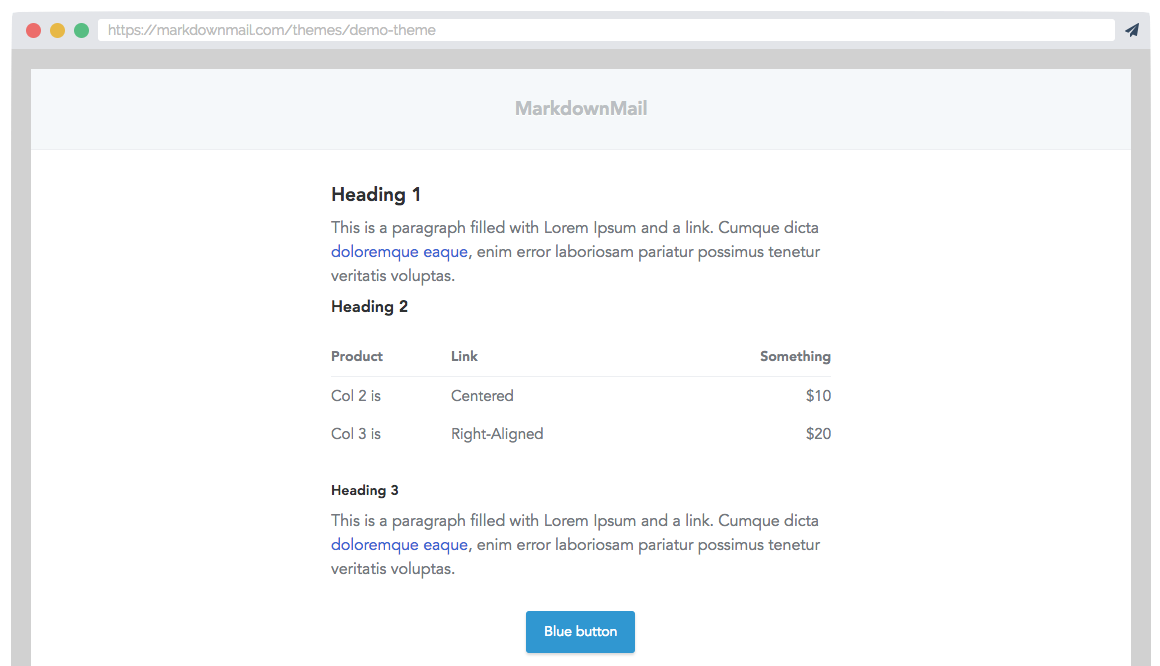 https://markdownmail.com/themes/demo-theme
MarkdownMail
Heading 1
This is a paragraph filled with Lorem Ipsum and a link. Cumque dicta
doloremque eaque, enim error laboriosam pariatur possimus tenetur
veritatis voluptas.
Heading 2
Product Link Something
Col 2 is Centered $10
Col 3 is Right-Aligned $20
Heading 3
This is a paragraph filled with Lorem Ipsum and a link. Cumque dicta
doloremque eaque, enim error laboriosam pariatur possimus tenetur
veritatis voluptas.
Blue button